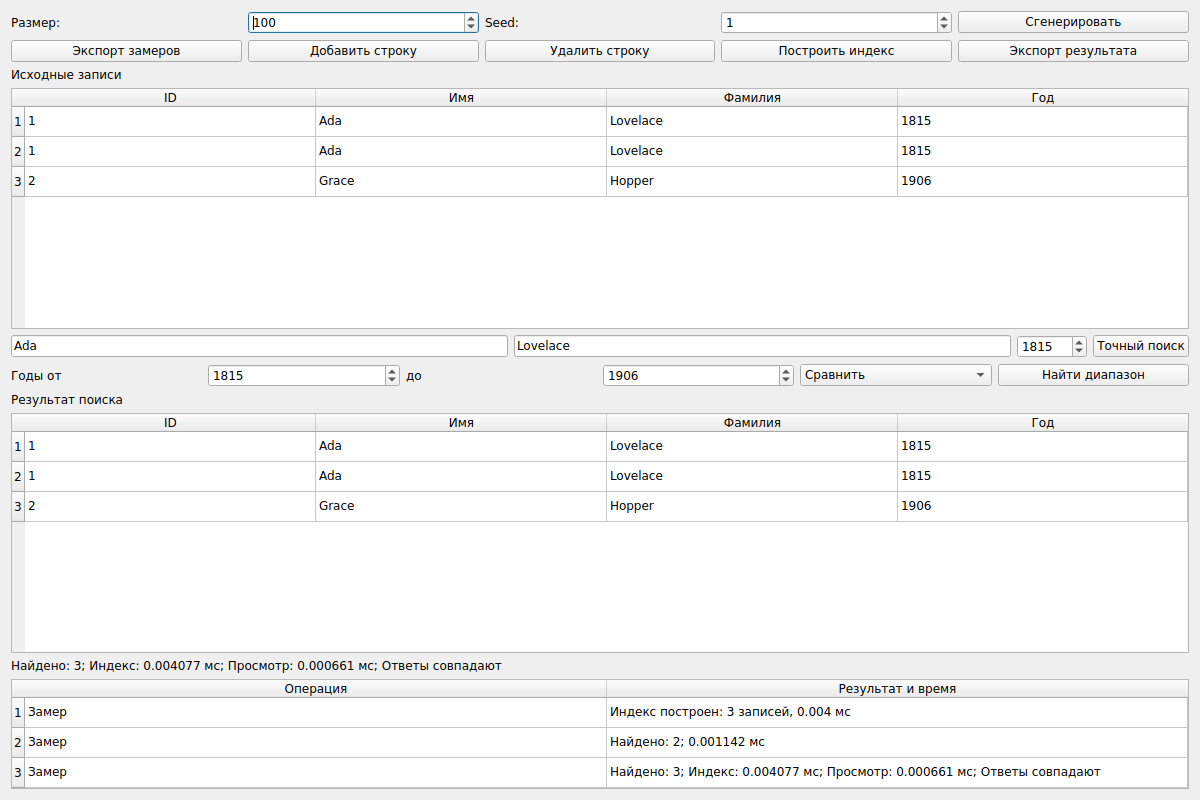 Размер: 100 Seed: 1 Сгенерировать
Экспорт замеров Добавить строку Удалить строку Построить индекс Экспорт результата
Исходные записи
ID Имя Фамилия Год
1 1 Ada Lovelace 1815
2 1 Ada Lovelace 1815
3 2 Grace Hopper 1906
Ada Lovelace 1815 Точный поиск
Годы от 1815 до 1906 Сравнить Найти диапазон
Результат поиска
ID Имя Фамилия Год
1 1 Ada Lovelace 1815
2 1 Ada Lovelace 1815
3 2 Grace Hopper 1906
Найдено: 3; Индекс: 0.004077 мс; Просмотр: 0.000661 мс; Ответы совпадают
Операция Результат и время
1 Замер Индекс построен: 3 записей, 0.004 мс
2 Замер Найдено: 2; 0.001142 мс
3 Замер Найдено: 3; Индекс: 0.004077 мс; Просмотр: 0.000661 мс; Ответы совпадают